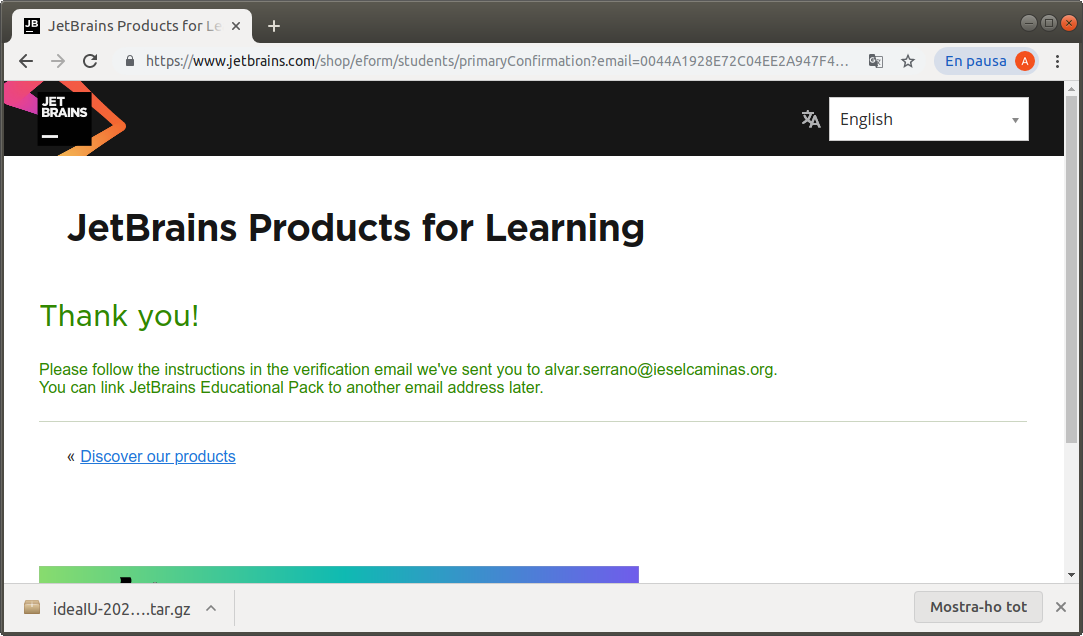 JB JetBrains Products for Le
https://www.jetbrains.com/shop/eform/students/primaryConfirmation?email=0044A1928E72C04EE2A947F4…
En pausa A
JET
BRAINS
English
JetBrains Products for Learning
Thank you!
Please follow the instructions in the verification email we've sent you to alvar.serrano@ieselcaminas.org.
You can link JetBrains Educational Pack to another email address later.
« Discover our products
ideaIU-202….tar.gz
Mostra-ho tot